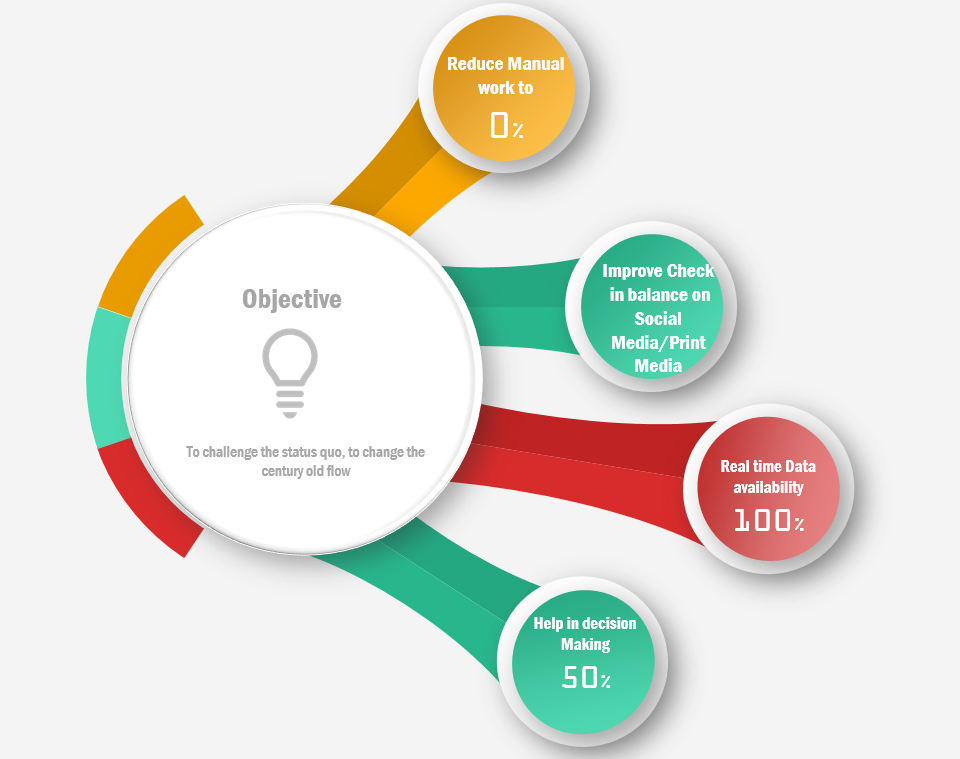 Reduce Manual
work to
0%
Improve Check
in balance on
Social
Media/Print
Media
Objective
To challenge the status quo, to change the
century old flow
Real time Data
availability
100%
Help in decision
Making
50%